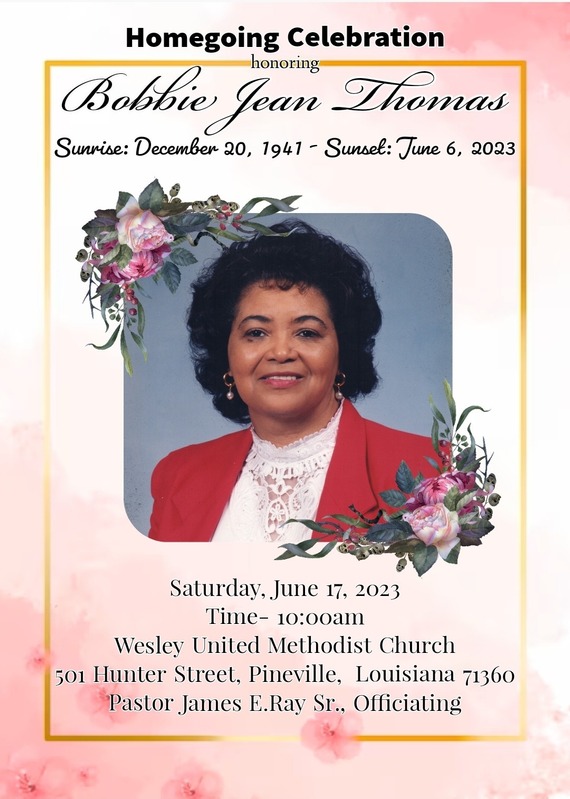 Homegoing Celebration
honoring
Bobbie Jean Thomas
Sunrise: December 20, 1941 - Sunset: June 6, 2023
Saturday, June 17, 2023
Time- 10:00am
Wesley United Methodist Church
501 Hunter Street, Pineville, Louisiana 71360
Pastor James E.Ray Sr., Officiating